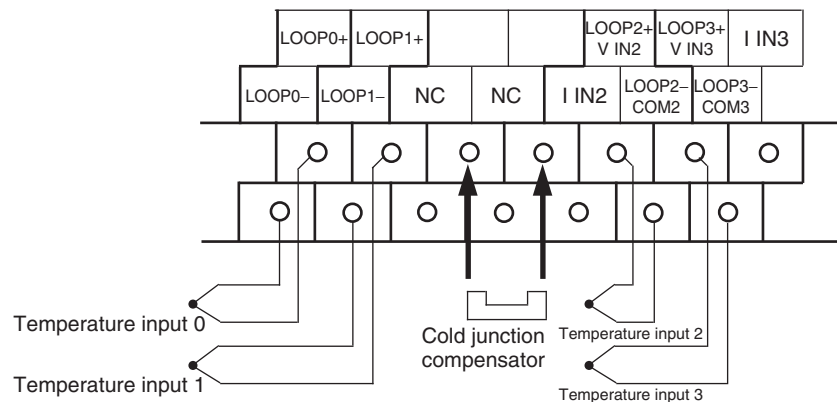 LOOP0+ LOOP1+ LOOP2+ LOOP3+ I IN3
V IN2 V IN3
LOOP0– LOOP1– NC NC I IN2 LOOP2– LOOP3–
COM2 COM3
Temperature input 0
Cold junction
compensator
Temperature input 2
Temperature input 1
Temperature input 3